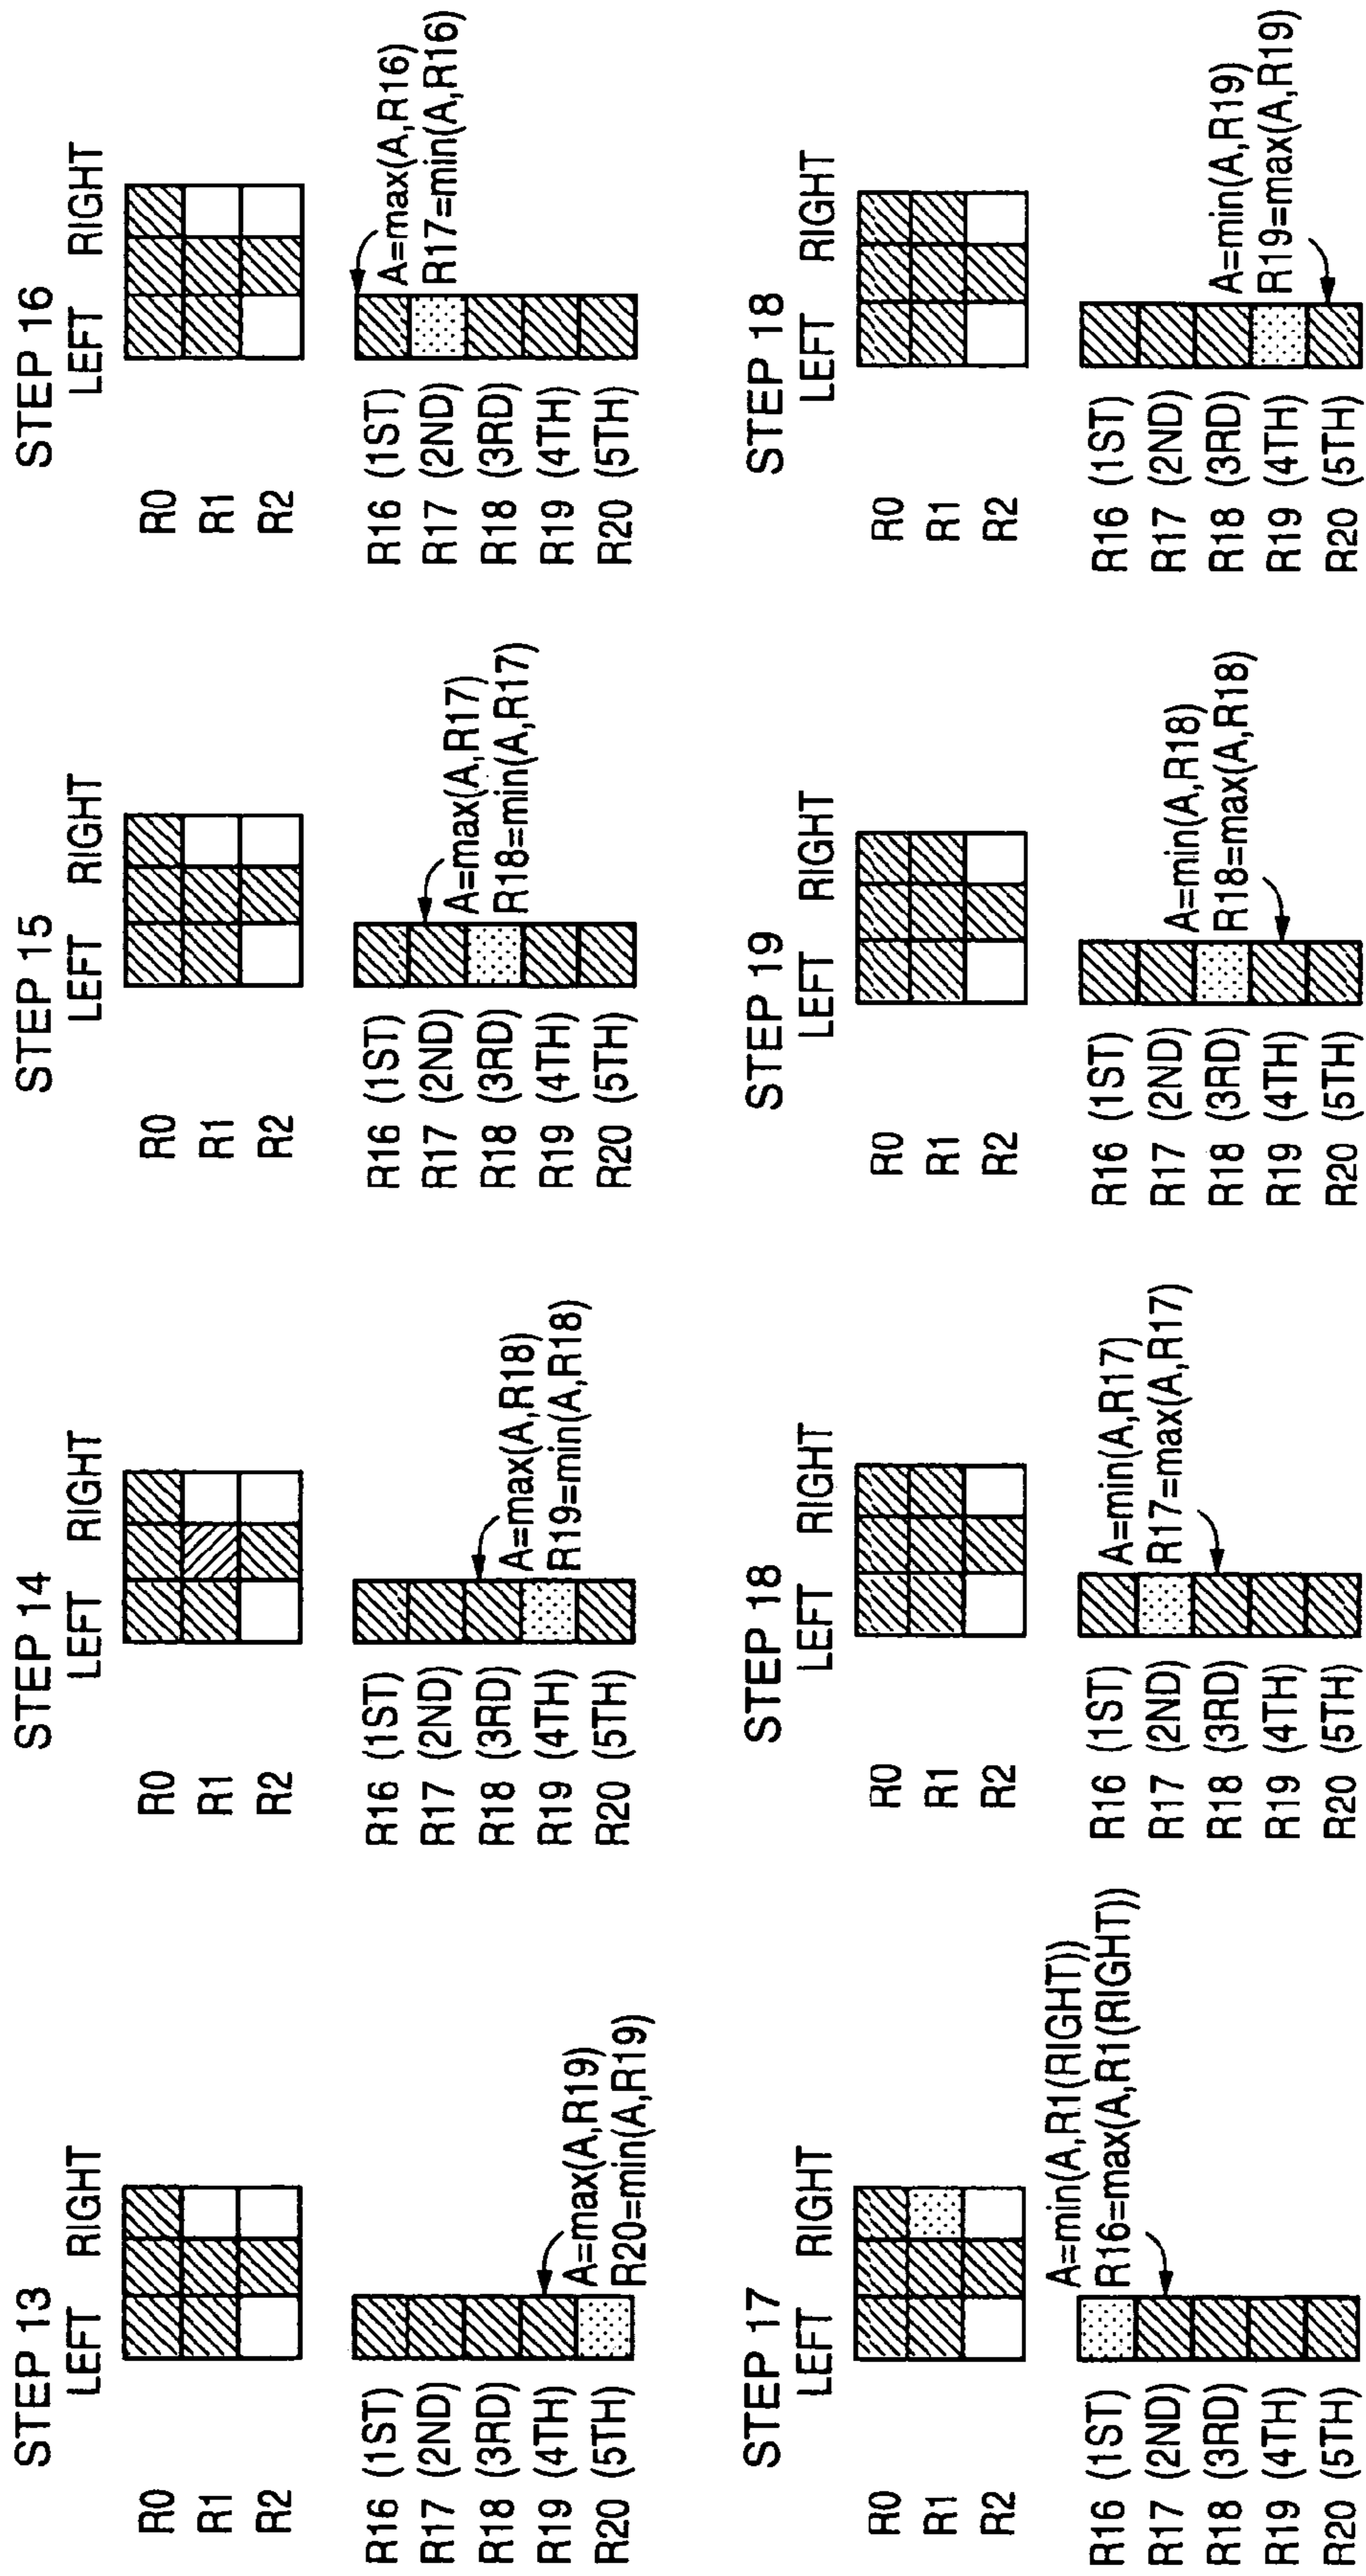 STEP 13
LEFT RIGHT
R0
R1
R2
R16 (1ST)
R17 (2ND)
R18 (3RD)
R19 (4TH)
R20 (5TH)
A=max(A,R19)
R20=min(A,R19)
STEP 14
LEFT RIGHT
R0
R1
R2
R16 (1ST)
R17 (2ND)
R18 (3RD)
R19 (4TH)
R20 (5TH)
A=max(A,R18)
R19=min(A,R18)
STEP 15
LEFT RIGHT
R0
R1
R2
R16 (1ST)
R17 (2ND)
R18 (3RD)
R19 (4TH)
R20 (5TH)
A=max(A,R17)
R18=min(A,R17)
STEP 16
LEFT RIGHT
R0
R1
R2
R16 (1ST)
R17 (2ND)
R18 (3RD)
R19 (4TH)
R20 (5TH)
A=max(A,R16)
R17=min(A,R16)
STEP 17
LEFT RIGHT
R0
R1
R2
A=min(A,R1(RIGHT))
R16=max(A,R1(RIGHT))
R16 (1ST)
R17 (2ND)
R18 (3RD)
R19 (4TH)
R20 (5TH)
STEP 18
LEFT RIGHT
R0
R1
R2
R16 (1ST)
R17 (2ND)
R18 (3RD)
R19 (4TH)
R20 (5TH)
A=min(A,R17)
R17=max(A,R17)
STEP 19
LEFT RIGHT
R0
R1
R2
R16 (1ST)
R17 (2ND)
R18 (3RD)
R19 (4TH)
R20 (5TH)
A=min(A,R18)
R18=max(A,R18)
STEP 18
LEFT RIGHT
R0
R1
R2
R16 (1ST)
R17 (2ND)
R18 (3RD)
R19 (4TH)
R20 (5TH)
A=min(A,R19)
R19=max(A,R19)